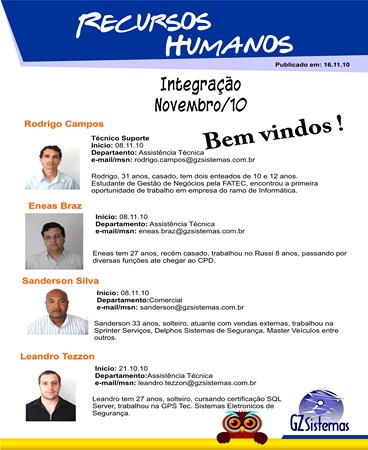 RECURSOS
HUMANOS
Publicado em: 16.11.10
Integração
Novembro/10
Bem vindos !
Rodrigo Campos
Técnico Suporte
Inicio: 08.11.10
Departaento: Assistência Técnica
e-mail/msn: rodrigo.campos@gzsistemas.com.br
Rodrigo, 31 anos, casado, tem dois enteados de 10 e 12 anos.
Estudante de Gestão de Negócios pela FATEC, encontrou a primeira
oportunidade de trabalho em empresa do ramo de Informática.
Eneas Braz
Inicio: 08.11.10
Departamento: Assistência Técnica
e-mail/msn: eneas.braz@gzsistemas.com.br
Eneas tem 27 anos, recém casado, trabalhou no Russi 8 anos, passando por
diversas funções ate chegar ao CPD.
Sanderson Silva
Inicio: 08.11.10
Departamento:Comercial
e-mail/msn: sanderson@gzsistemas.com.br
Sanderson 33 anos, solteiro, atuante com vendas externas, trabalhou na
Sprinter Serviços, Delphos Sistemas de Segurança, Master Veículos entre
outros.
Leandro Tezzon
Inicio: 21.10.10
Departamento:Assistência Técnica
e-mail/msn: leandro.tezzon@gzsistemas.com.br
Leandro tem 27 anos, solteiro, cursando certificação SQL
Server, trabalhou na GPS Tec. Sistemas Eletronicos de
Segurança.
GZ Sistemas